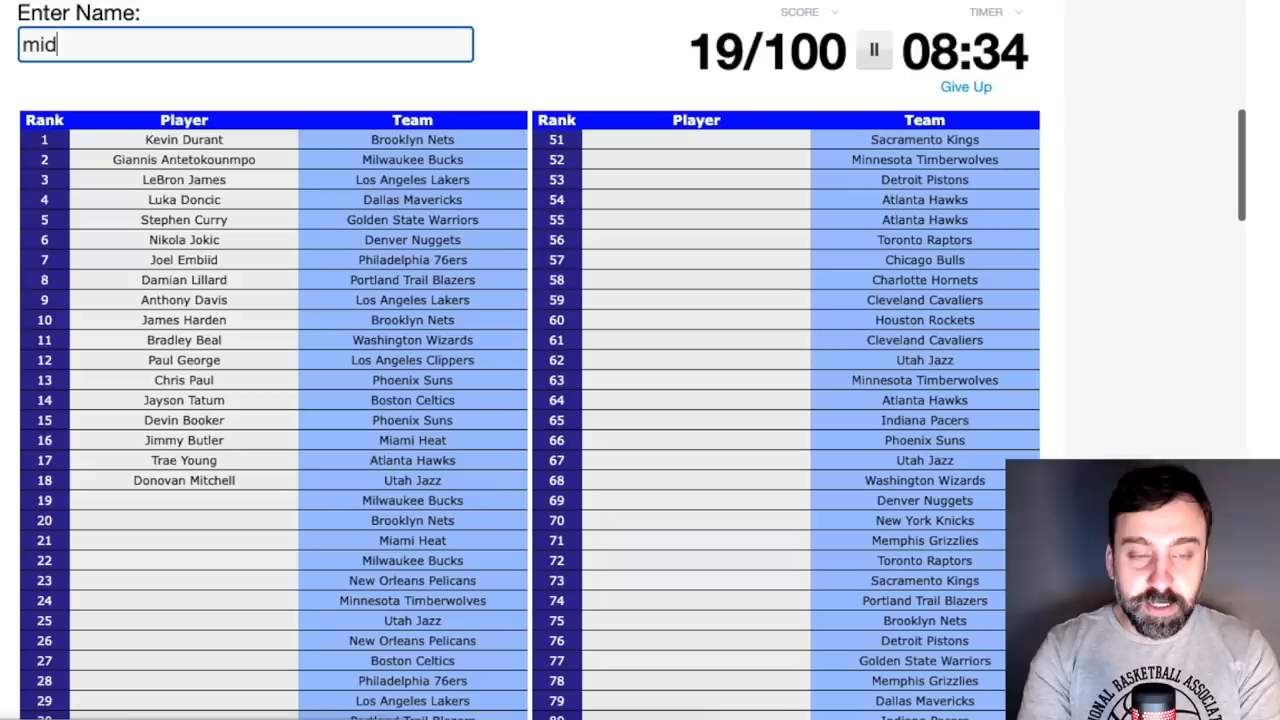 Enter Name:
mid
SCORE
TIMER
19/100
08:34
Give Up
Rank Player Team Rank Player Team
1 Kevin Durant Brooklyn Nets 51 Sacramento Kings
2 Giannis Antetokounmpo Milwaukee Bucks 52 Minnesota Timberwolves
3 LeBron James Los Angeles Lakers 53 Detroit Pistons
4 Luka Doncic Dallas Mavericks 54 Atlanta Hawks
5 Stephen Curry Golden State Warriors 55 Atlanta Hawks
6 Nikola Jokic Denver Nuggets 56 Toronto Raptors
7 Joel Embiid Philadelphia 76ers 57 Chicago Bulls
8 Damian Lillard Portland Trail Blazers 58 Charlotte Hornets
9 Anthony Davis Los Angeles Lakers 59 Cleveland Cavaliers
10 James Harden Brooklyn Nets 60 Houston Rockets
11 Bradley Beal Washington Wizards 61 Cleveland Cavaliers
12 Paul George Los Angeles Clippers 62 Utah Jazz
13 Chris Paul Phoenix Suns 63 Minnesota Timberwolves
14 Jayson Tatum Boston Celtics 64 Atlanta Hawks
15 Devin Booker Phoenix Suns 65 Indiana Pacers
16 Jimmy Butler Miami Heat 66 Phoenix Suns
17 Trae Young Atlanta Hawks 67 Utah Jazz
18 Donovan Mitchell Utah Jazz 68 Washington Wizards
19 Milwaukee Bucks 69 Denver Nuggets
20 Brooklyn Nets 70 New York Knicks
21 Miami Heat 71 Memphis Grizzlies
22 Milwaukee Bucks 72 Toronto Raptors
23 New Orleans Pelicans 73 Sacramento Kings
24 Minnesota Timberwolves 74 Portland Trail Blazers
25 Utah Jazz 75 Brooklyn Nets
26 New Orleans Pelicans 76 Detroit Pistons
27 Boston Celtics 77 Golden State Warriors
28 Philadelphia 76ers 78 Memphis Grizzlies
29 Los Angeles Lakers 79 Dallas Mavericks
BASKETBALL